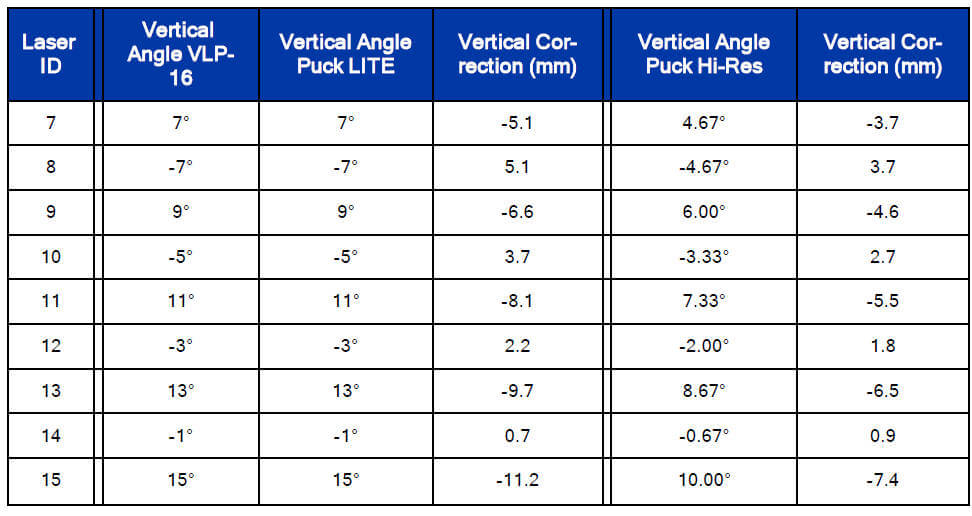 Laser ID | Vertical Angle VLP-16 | Vertical Angle Puck LITE | Vertical Cor-rection (mm) | Vertical Angle Puck Hi-Res | Vertical Cor-rection (mm)
7 | 7° | 7° | -5.1 | 4.67° | -3.7
8 | -7° | -7° | 5.1 | -4.67° | 3.7
9 | 9° | 9° | -6.6 | 6.00° | -4.6
10 | -5° | -5° | 3.7 | -3.33° | 2.7
11 | 11° | 11° | -8.1 | 7.33° | -5.5
12 | -3° | -3° | 2.2 | -2.00° | 1.8
13 | 13° | 13° | -9.7 | 8.67° | -6.5
14 | -1° | -1° | 0.7 | -0.67° | 0.9
15 | 15° | 15° | -11.2 | 10.00° | -7.4